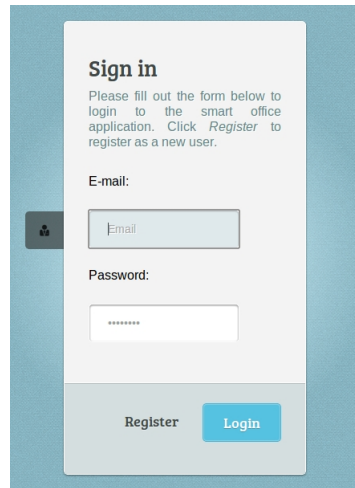 Sign in
Please fill out the form below to
login to the smart office
application. Click Register to
register as a new user.
E-mail:
Email
Password:
••••••••
Register
Login